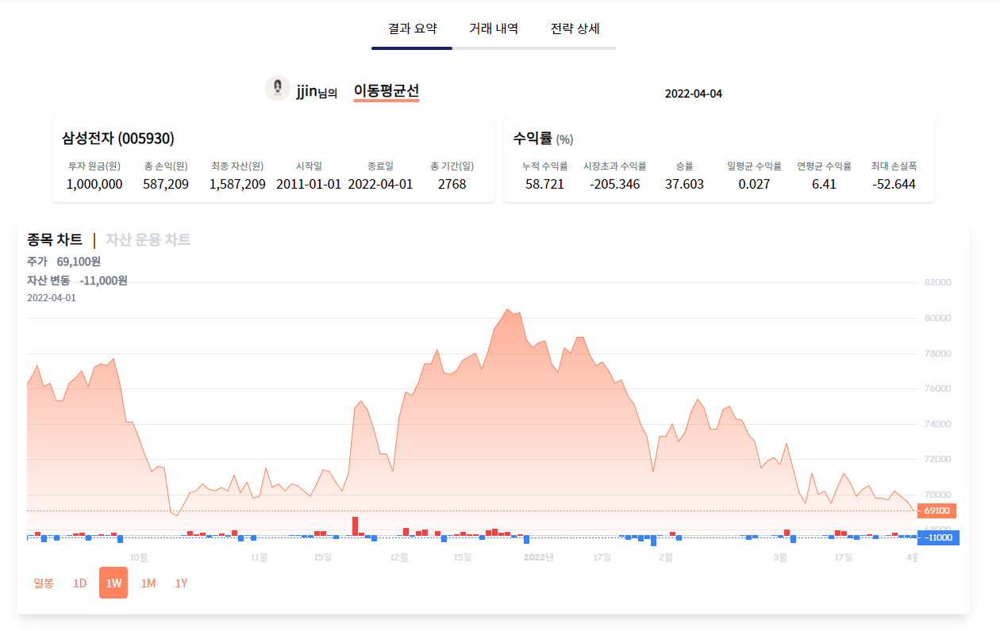 결과 요약 거래 내역 전략 상세
jjin님의 이동평균선 2022-04-04
삼성전자 (005930)
투자 원금(원) 총 손익(원) 최종 자산(원) 시작일 종료일 총 기간(일)
1,000,000 587,209 1,587,209 2011-01-01 2022-04-01 2768
수익률 (%)
누적 수익률 시장초과 수익률 승률 일평균 수익률 연평균 수익률 최대 손실폭
58.721 -205.346 37.603 0.027 6.41 -52.644
종목 차트 | 자산 운용 차트
주가 69,100원
자산 변동 -11,000원
2022-04-01
82000
80000
78000
76000
74000
72000
70000
69100
68000
-11000
10월 11월 15일 12월 15일 2022년 17일 2월 3월 17일 4월
일봉 1D 1W 1M 1Y